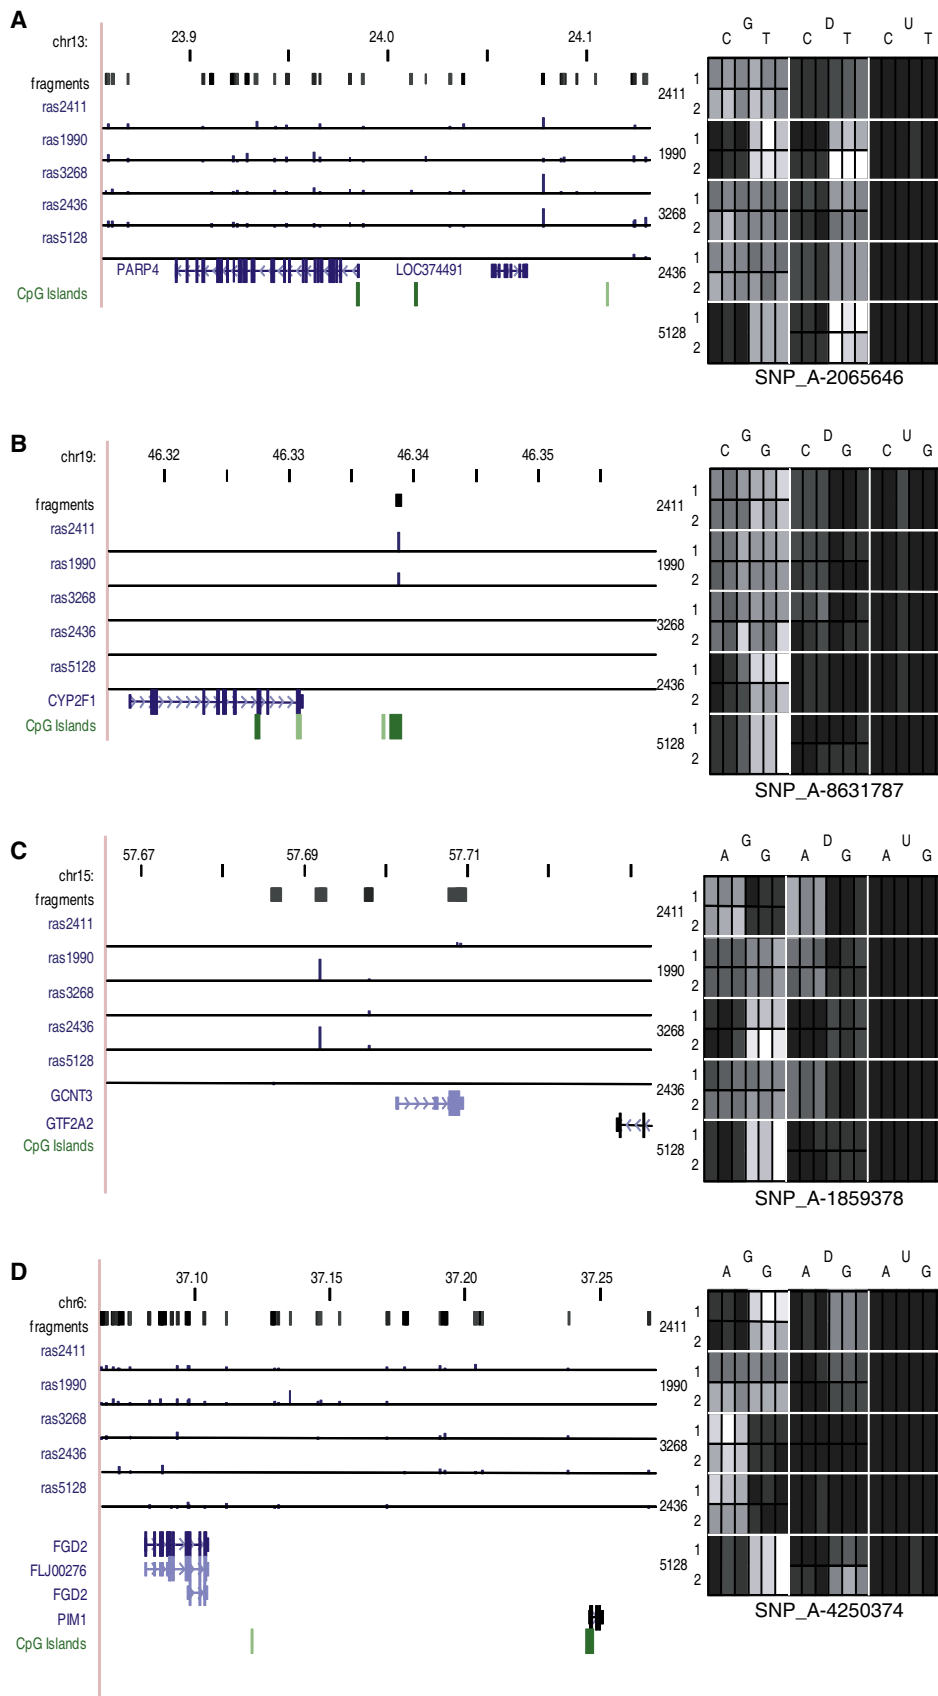 A
chr13:
23.9
24.0
24.1
fragments
ras2411
ras1990
ras3268
ras2436
ras5128
PARP4
LOC374491
CpG Islands
G D U
C T C T C T
2411 1 2
1990 1 2
3268 1 2
2436 1 2
5128 1 2
SNP_A-2065646
B
chr19:
46.32
46.33
46.34
46.35
fragments
ras2411
ras1990
ras3268
ras2436
ras5128
CYP2F1
CpG Islands
G D U
C G C G C G
2411 1 2
1990 1 2
3268 1 2
2436 1 2
5128 1 2
SNP_A-8631787
C
chr15:
57.67
57.69
57.71
fragments
ras2411
ras1990
ras3268
ras2436
ras5128
GCNT3
GTF2A2
CpG Islands
G D U
A G A G A G
2411 1 2
1990 1 2
3268 1 2
2436 1 2
5128 1 2
SNP_A-1859378
D
chr6:
37.10
37.15
37.20
37.25
fragments
ras2411
ras1990
ras3268
ras2436
ras5128
FGD2
FLJ00276
FGD2
PIM1
CpG Islands
G D U
A G A G A G
2411 1 2
1990 1 2
3268 1 2
2436 1 2
5128 1 2
SNP_A-4250374